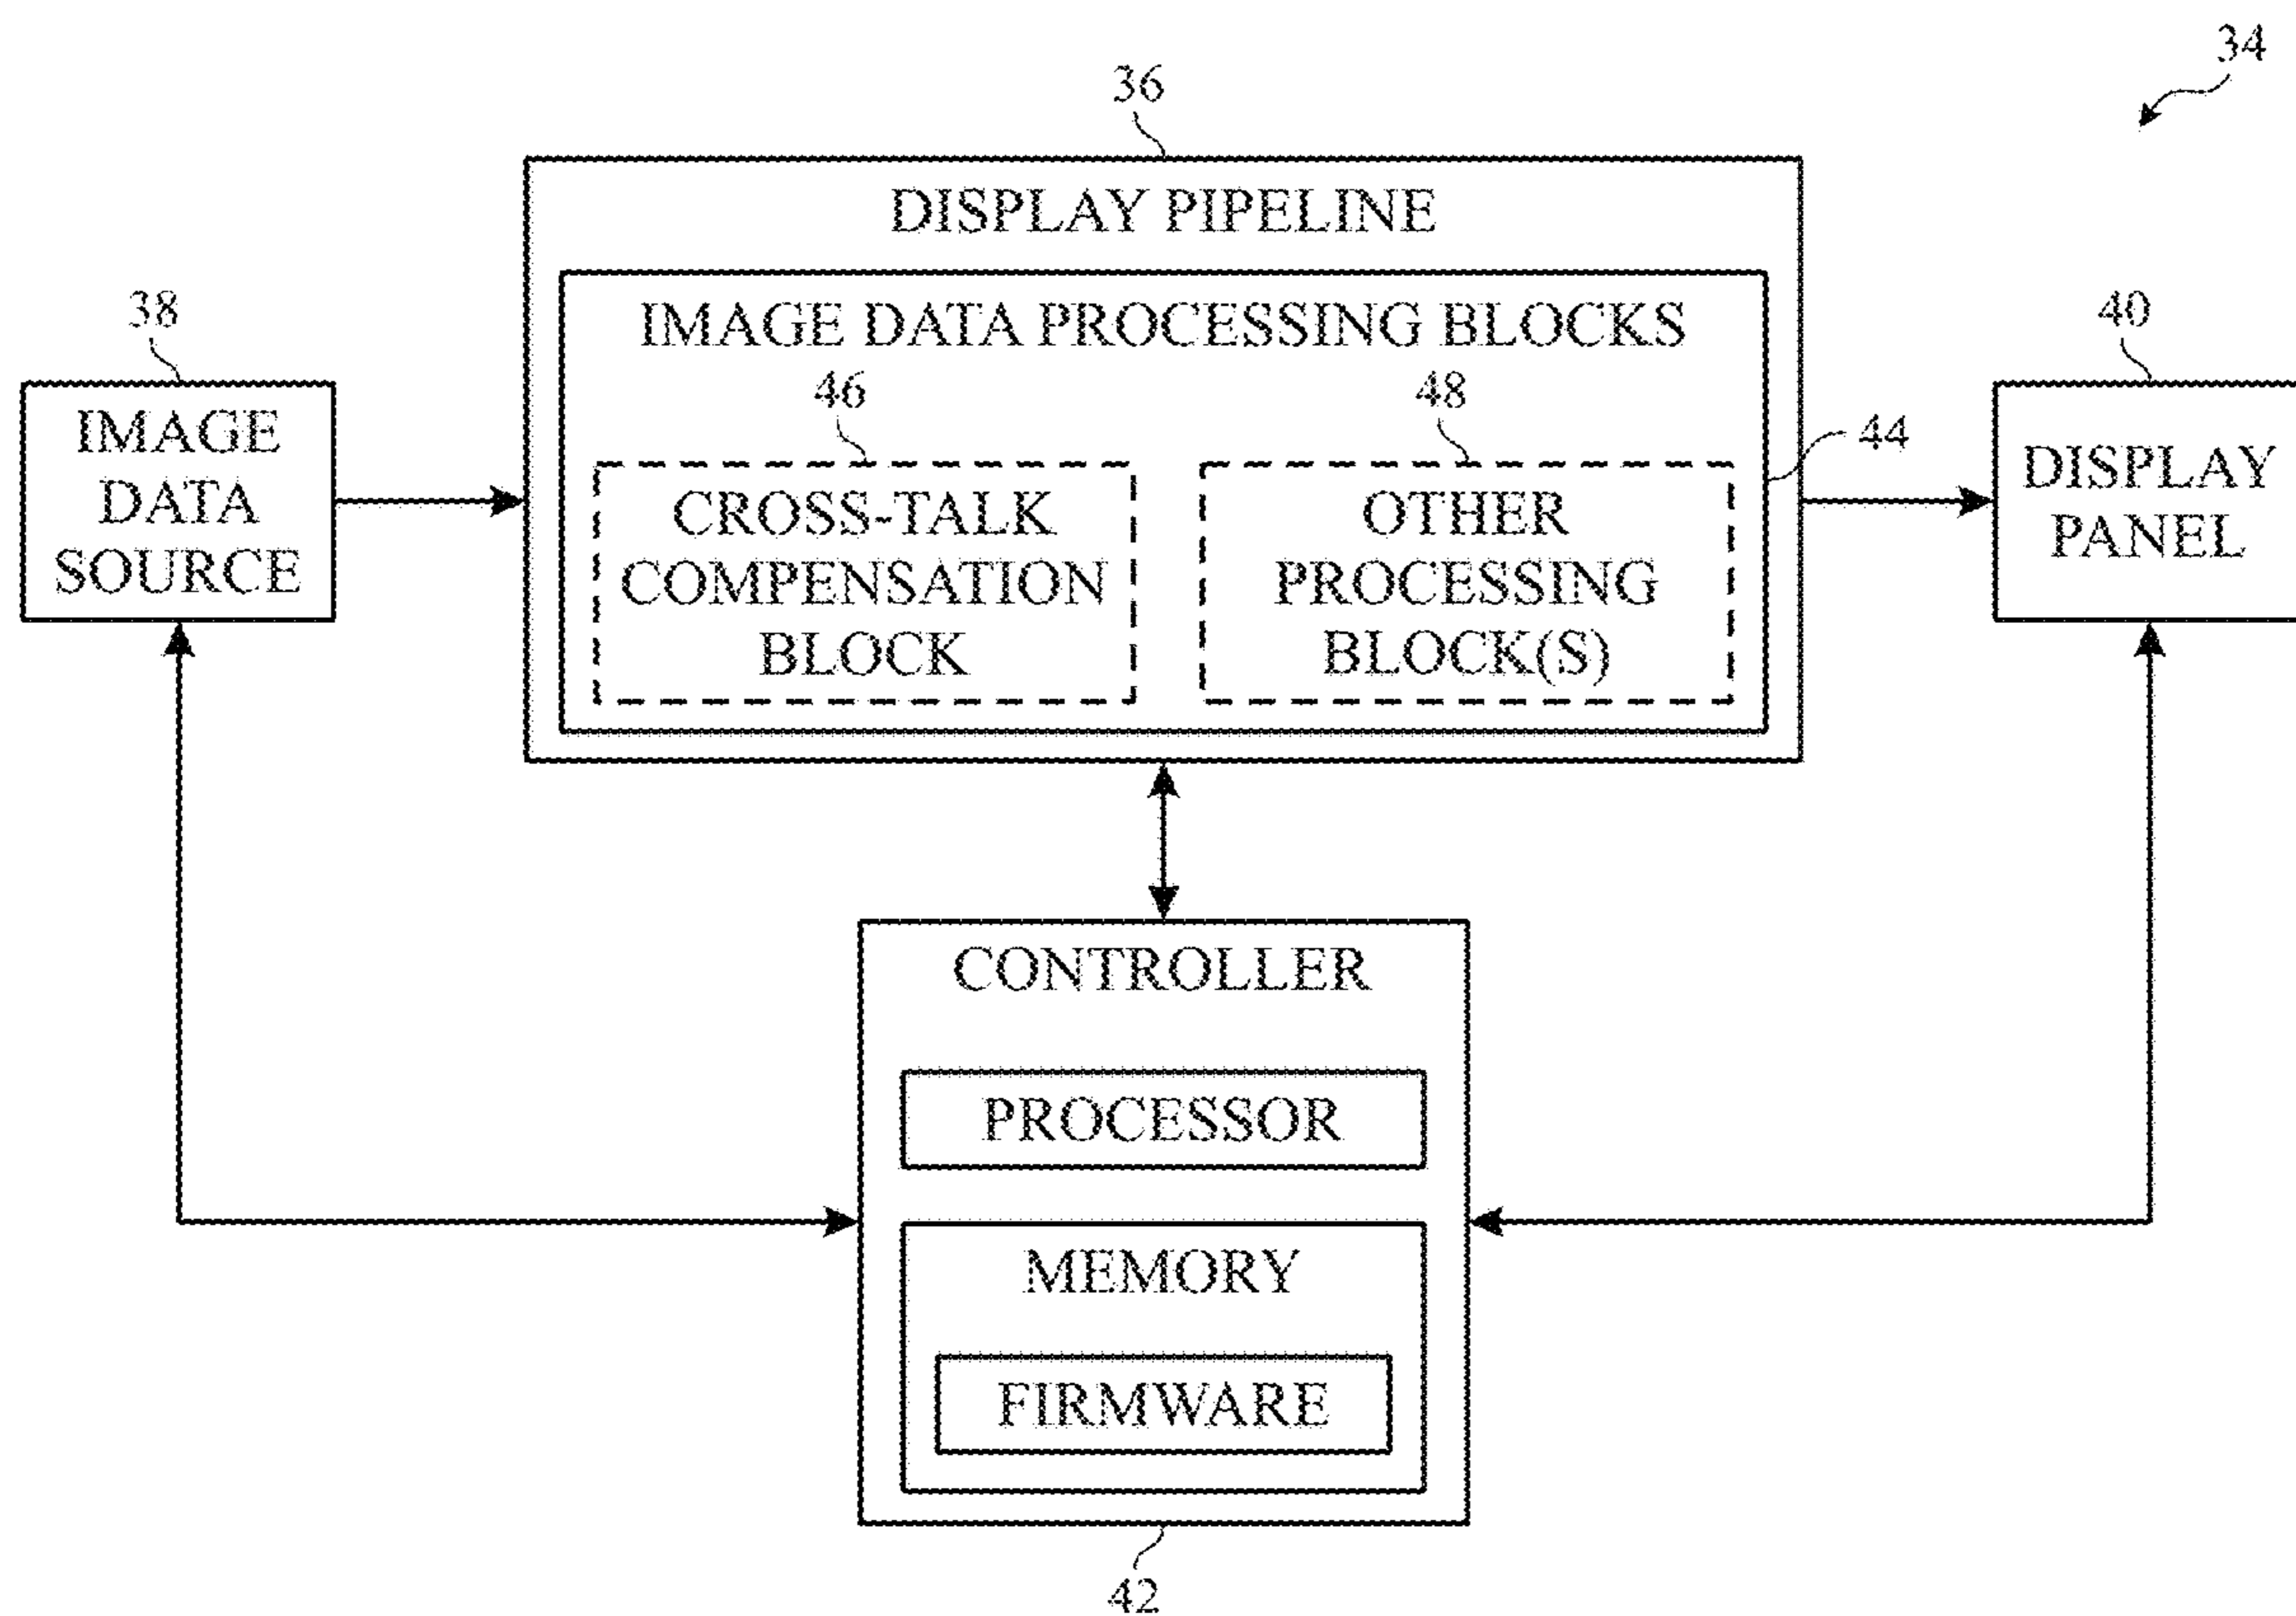 34
36
DISPLAY PIPELINE
38
IMAGE DATA PROCESSING BLOCKS
40
46
48
44
IMAGE
DATA
SOURCE
CROSS-TALK
COMPENSATION
BLOCK
OTHER
PROCESSING
BLOCK(S)
DISPLAY
PANEL
CONTROLLER
PROCESSOR
MEMORY
FIRMWARE
42